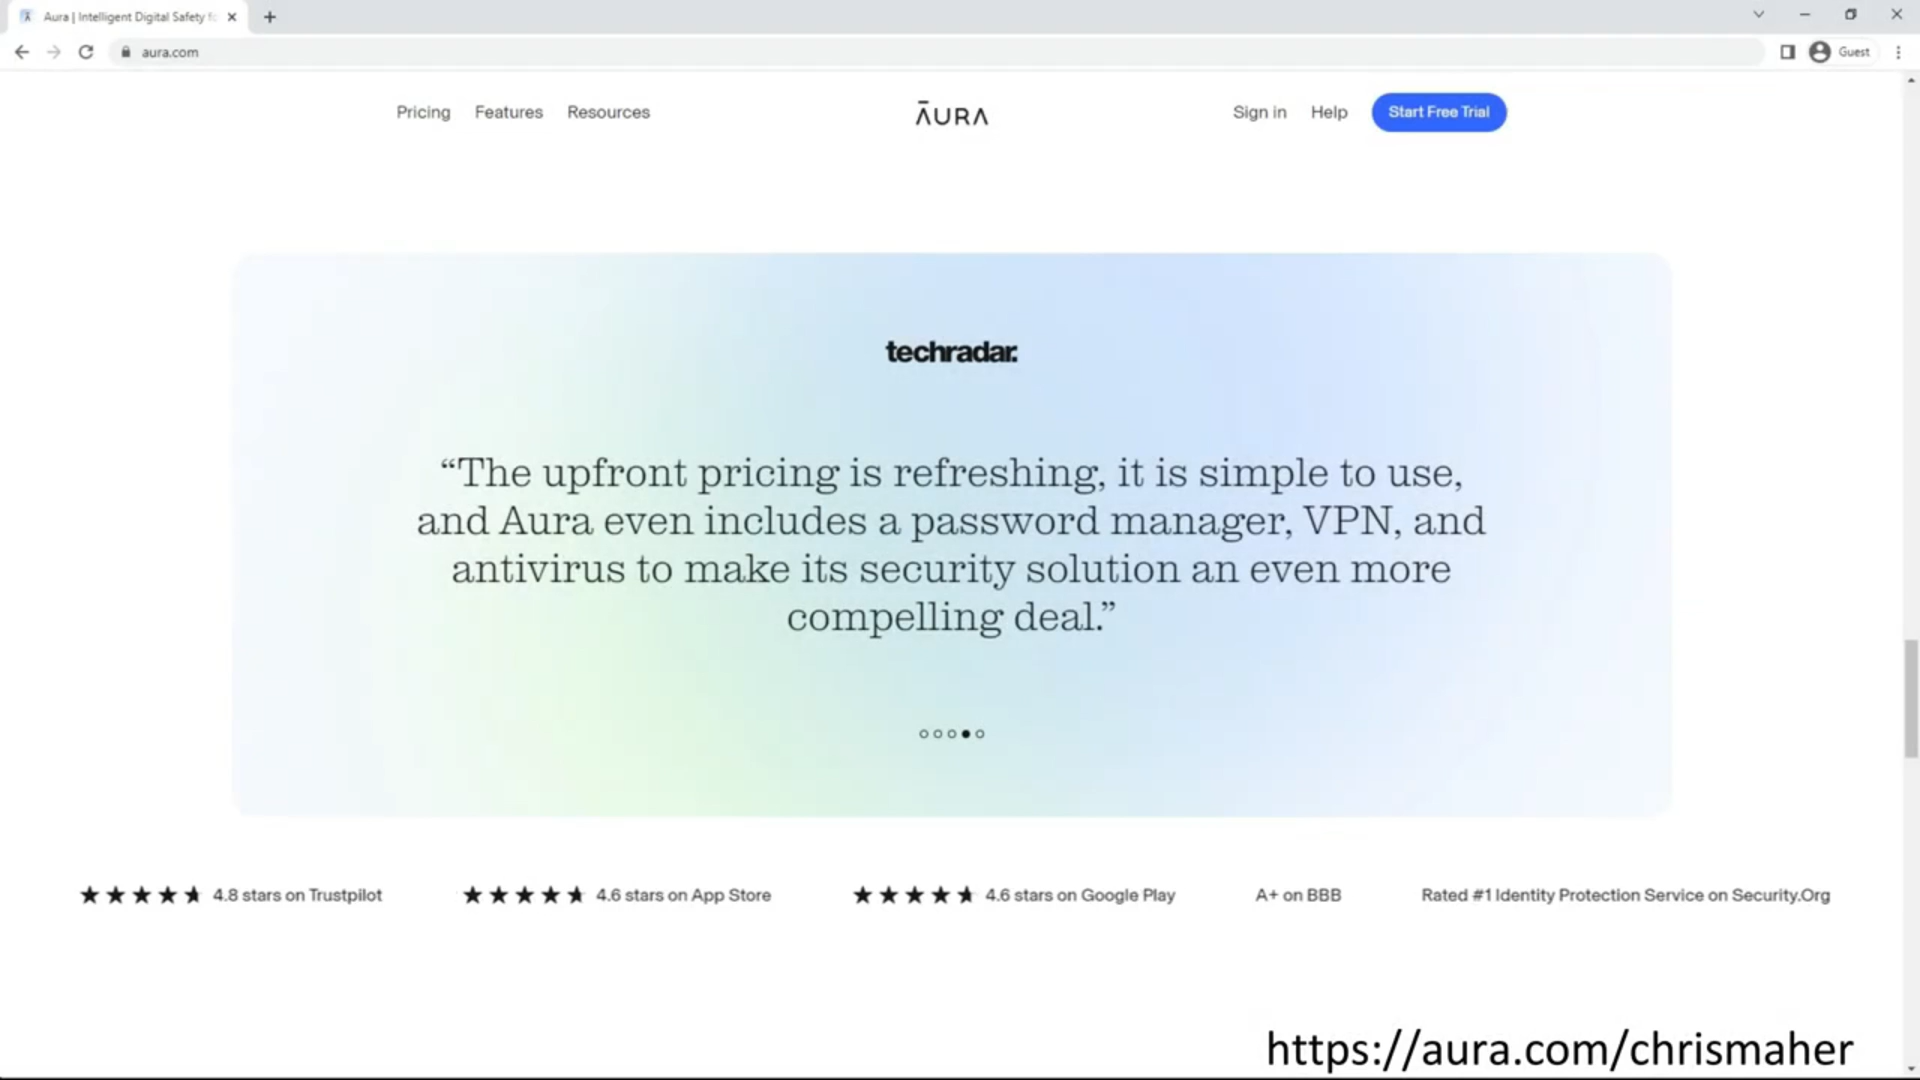 Aura | Intelligent Digital Safety fo
aura.com
Guest
Pricing Features Resources
ĀURA
Sign in Help Start Free Trial
techradar.
“The upfront pricing is refreshing, it is simple to use,
and Aura even includes a password manager, VPN, and
antivirus to make its security solution an even more
compelling deal.”
4.8 stars on Trustpilot
4.6 stars on App Store
4.6 stars on Google Play
A+ on BBB
Rated #1 Identity Protection Service on Security.Org
https://aura.com/chrismaher